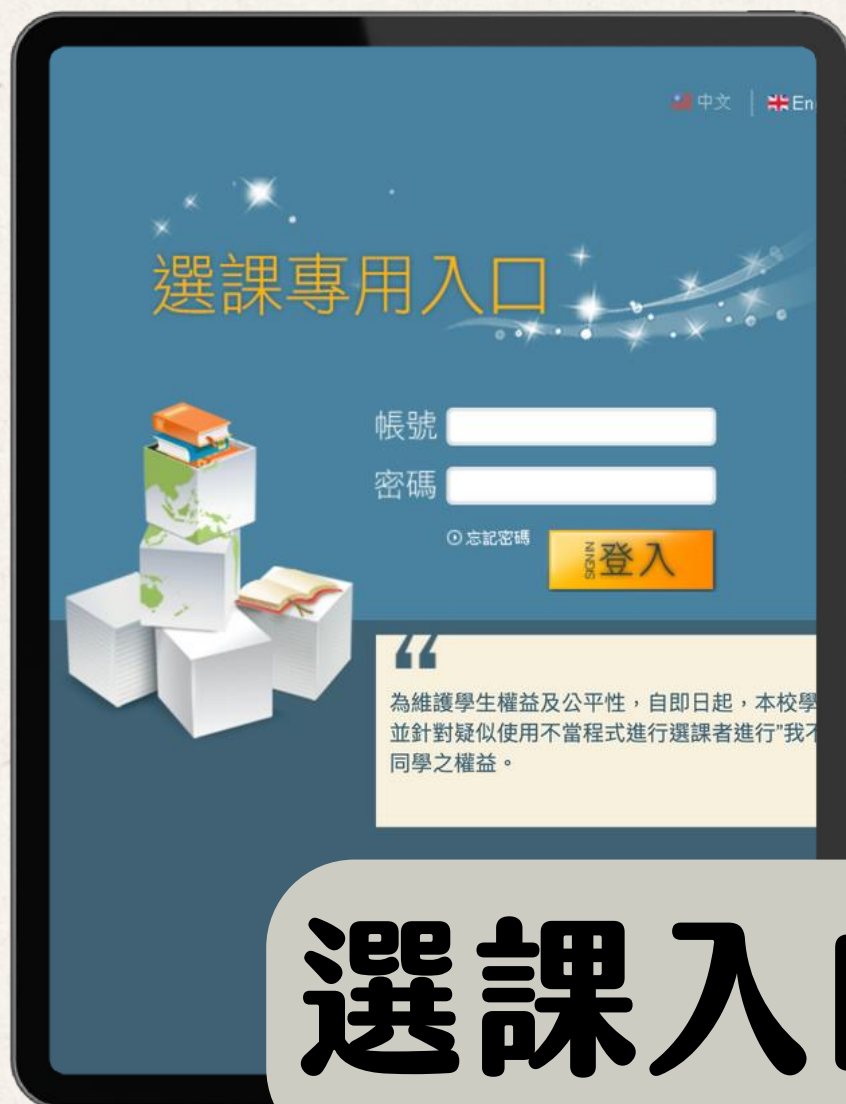 中文 | En
選課專用入口
帳號
密碼
忘記密碼
SIGN IN 登入
“
為維護學生權益及公平性，自即日起，本校學
並針對疑似使用不當程式進行選課者進行”我不
同學之權益。
選課入